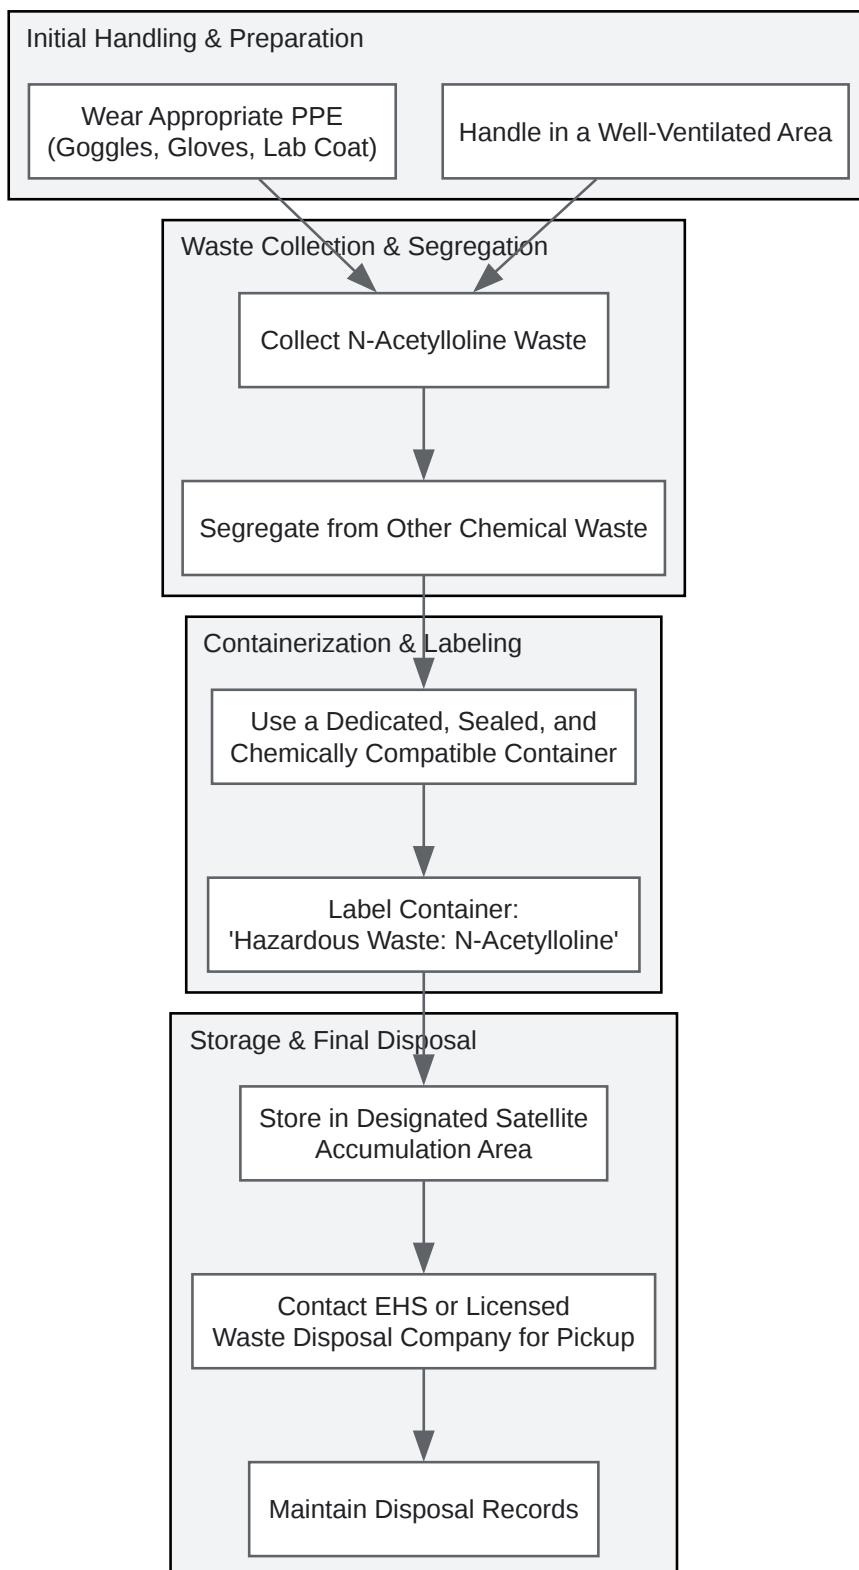 Initial Handling & Preparation
Wear Appropriate PPE
(Goggles, Gloves, Lab Coat)
Handle in a Well-Ventilated Area
Waste Collection & Segregation
Collect N-Acetylloline Waste
Segregate from Other Chemical Waste
Containerization & Labeling
Use a Dedicated, Sealed, and
Chemically Compatible Container
Label Container:
'Hazardous Waste: N-Acetylloline'
Storage & Final Disposal
Store in Designated Satellite
Accumulation Area
Contact EHS or Licensed
Waste Disposal Company for Pickup
Maintain Disposal Records